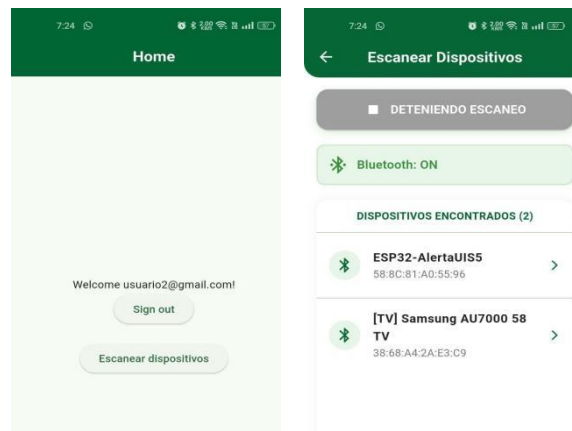 7:24
Home
Welcome usuario2@gmail.com!
Sign out
Escanear dispositivos
7:24
Escanear Dispositivos
DETENIENDO ESCANEO
Bluetooth: ON
DISPOSITIVOS ENCONTRADOS (2)
ESP32-AlertaUIS5
58:8C:81:A0:55:96
[TV] Samsung AU7000 58
TV
38:68:A4:2A:E3:C9